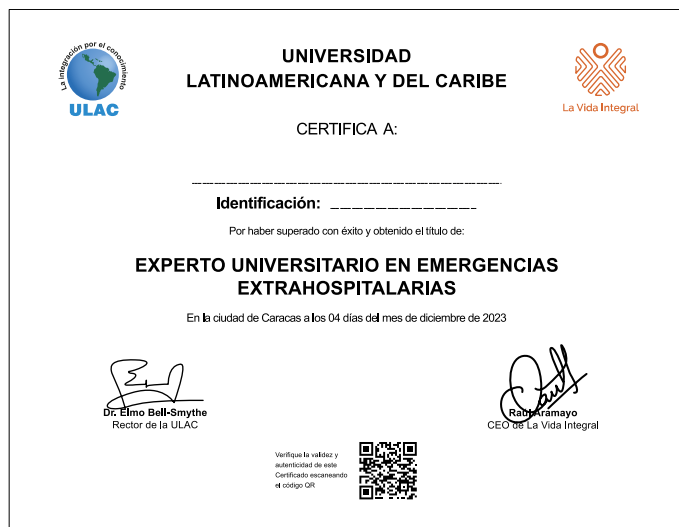 La integración por el conocimiento
ULAC
UNIVERSIDAD
LATINOAMERICANA Y DEL CARIBE
La Vida Integral
CERTIFICA A:
Identificación:
Por haber superado con éxito y obtenido el título de:
EXPERTO UNIVERSITARIO EN EMERGENCIAS
EXTRAHOSPITALARIAS
En la ciudad de Caracas a los 04 días del mes de diciembre de 2023
Dr. Elmo Bell-Smythe
Rector de la ULAC
Raúl Aramayo
CEO de La Vida Integral
Verifique la validez y
autenticidad de este
Certificado escaneando
el código QR